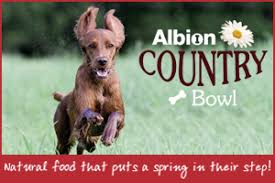 Albion
COUNTRY
Bowl
Natural food that puts a spring in their step!